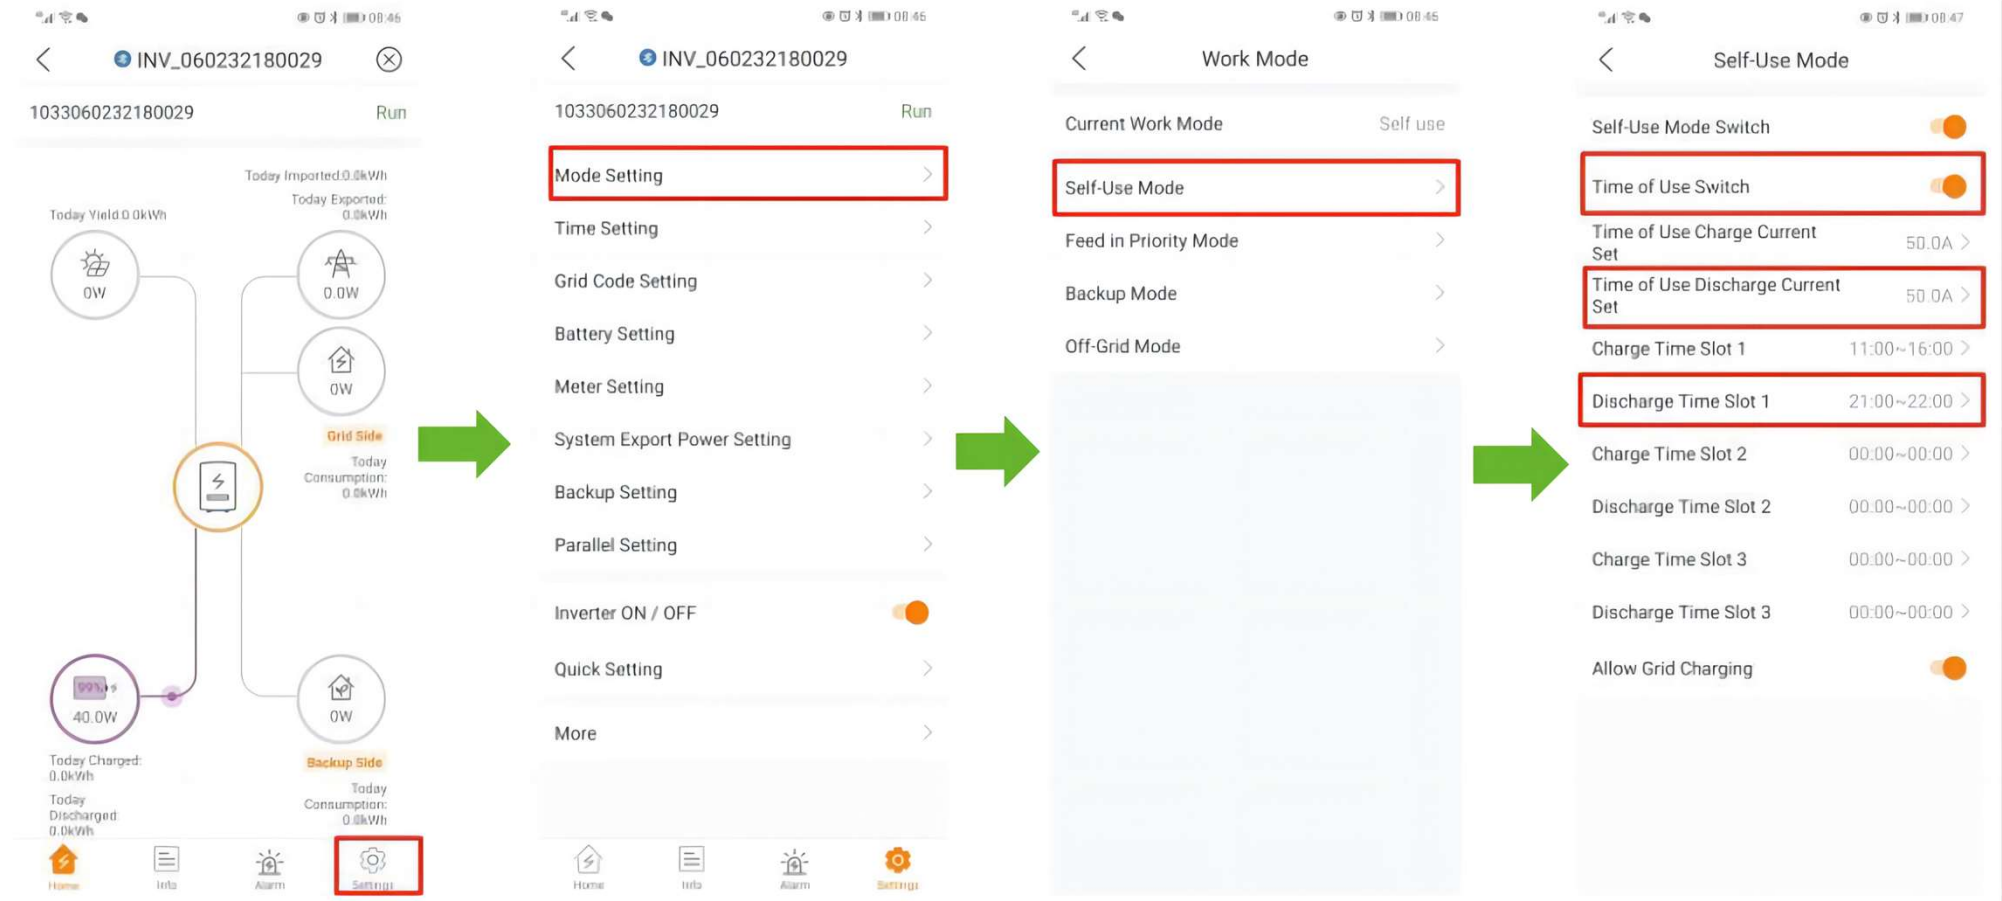 08:46
INV_060232180029
1033060232180029
Run
Today Imported:0.0kWh
Today Exported:
0.0kWh
Today Yield:0.0kWh
0W
0.0W
0W
Grid Side
Today
Consumption:
0.0kWh
99%
40.0W
0W
Today Charged:
0.0kWh
Backup Side
Today
Discharged:
0.0kWh
Today
Consumption:
0.0kWh
Home
Info
Alarm
Settings
08:46
INV_060232180029
1033060232180029
Run
Mode Setting
Time Setting
Grid Code Setting
Battery Setting
Meter Setting
System Export Power Setting
Backup Setting
Parallel Setting
Inverter ON / OFF
Quick Setting
More
Home
Info
Alarm
Settings
08:46
Work Mode
Current Work Mode
Self use
Self-Use Mode
Feed in Priority Mode
Backup Mode
Off-Grid Mode
08:47
Self-Use Mode
Self-Use Mode Switch
Time of Use Switch
Time of Use Charge Current
Set
50.0A
Time of Use Discharge Current
Set
50.0A
Charge Time Slot 1
11:00~16:00
Discharge Time Slot 1
21:00~22:00
Charge Time Slot 2
00:00~00:00
Discharge Time Slot 2
00:00~00:00
Charge Time Slot 3
00:00~00:00
Discharge Time Slot 3
00:00~00:00
Allow Grid Charging